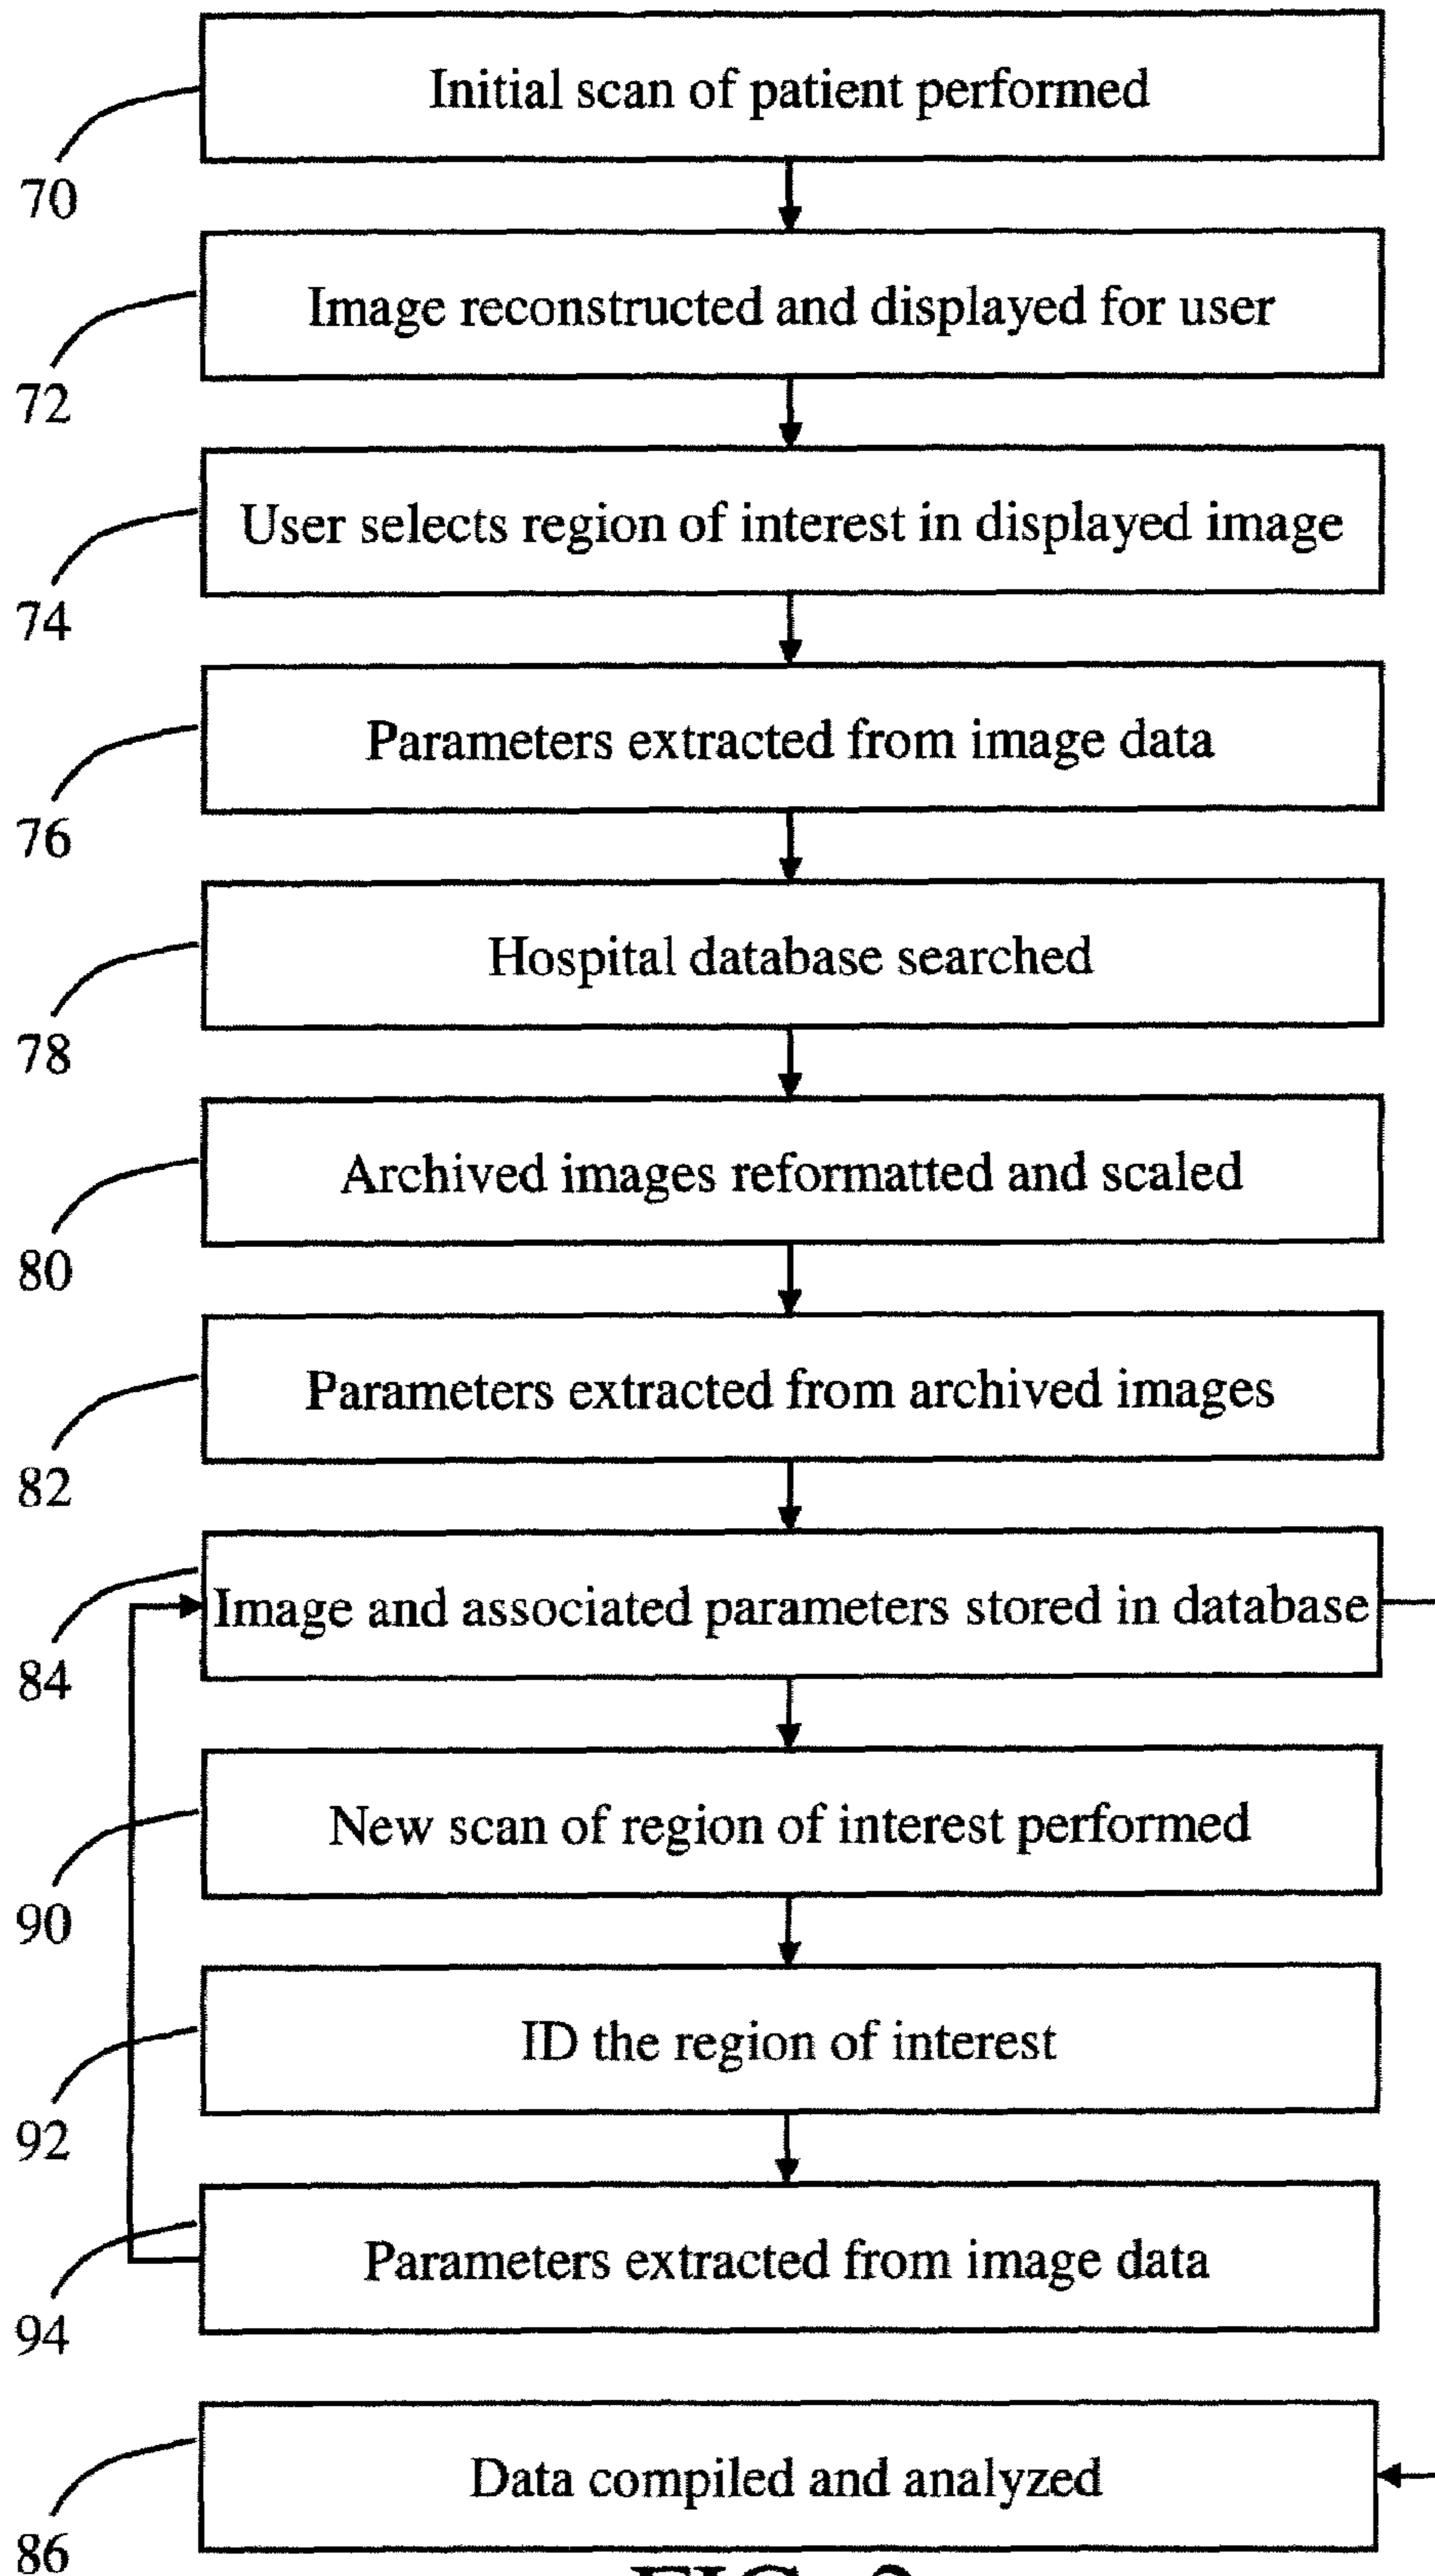 Initial scan of patient performed
70
Image reconstructed and displayed for user
72
User selects region of interest in displayed image
74
Parameters extracted from image data
76
Hospital database searched
78
Archived images reformatted and scaled
80
Parameters extracted from archived images
82
Image and associated parameters stored in database
84
New scan of region of interest performed
90
ID the region of interest
92
Parameters extracted from image data
94
Data compiled and analyzed
86
FIG.